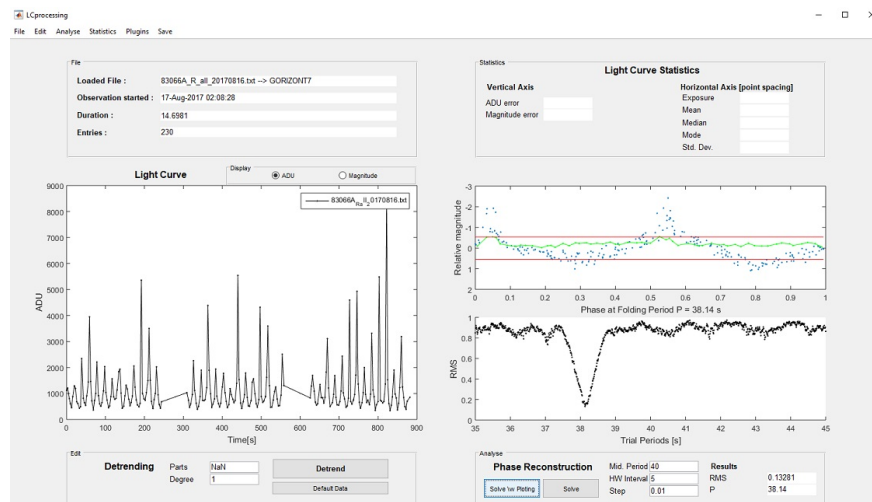 LCprocessing
File Edit Analyse Statistics Plugins Save
File
Loaded File : 83066A_R_all_20170816.txt --> GORIZONT7
Observation started : 17-Aug-2017 02:08:28
Duration : 14.6981
Entries : 230
Statistics
Light Curve Statistics
Vertical Axis
ADU error
Magnitude error
Horizontal Axis [point spacing]
Exposure
Mean
Median
Mode
Std. Dev.
Light Curve
Display
ADU Magnitude
9000
8000
7000
6000
5000
4000
3000
2000
1000
0
ADU
0 100 200 300 400 500 600 700 800 900
Time[s]
-3
-2
-1
0
1
2
Relative magnitude
0 0.1 0.2 0.3 0.4 0.5 0.6 0.7 0.8 0.9 1
Phase at Folding Period P = 38.14 s
1
0.8
0.6
0.4
0.2
0
RMS
35 36 37 38 39 40 41 42 43 44 45
Trial Periods [s]
Edit
Detrending
Parts NaN
Degree 1
Detrend
Default Data
Analyse
Phase Reconstruction
Solve \w Ploting Solve
Mid. Period 40
HW Interval 5
Step 0.01
Results
RMS 0.13281
P 38.14